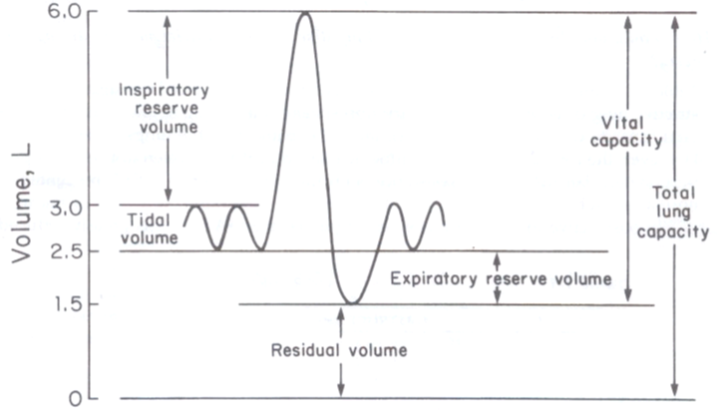 6.0
Inspiratory
reserve
volume
Vital
capacity
Volume, L
3.0
Tidal
volume
Total
lung
capacity
2.5
Expiratory reserve volume
1.5
Residual volume
0